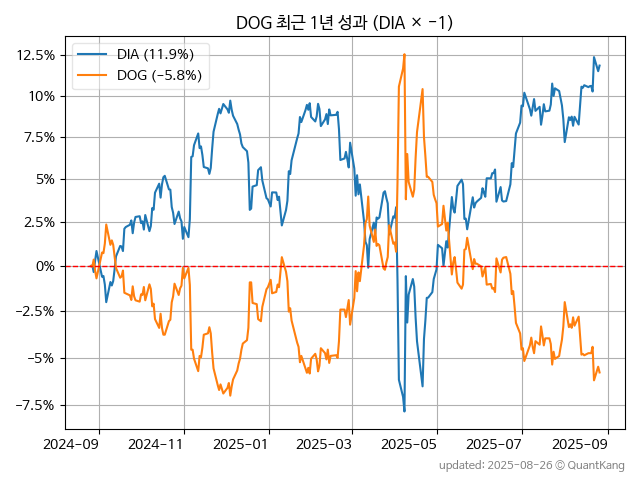 DOG 최근 1년 성과 (DIA × −1)
DIA (11.9%)
DOG (−5.8%)
12.5%
10%
7.5%
5%
2.5%
0%
−2.5%
−5%
−7.5%
2024-09 2024-11 2025-01 2025-03 2025-05 2025-07 2025-09
updated: 2025-08-26 © QuantKang